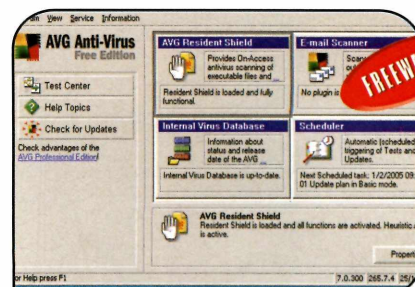 View Service Information
AVG Anti-Virus
Free Edition
Test Center
Help Topics
Check for Updates
Check advantages of the
AVG Professional Edition!
AVG Resident Shield
Provides On-Access
antivirus scanning of
executable files and ...
Resident Shield is loaded and fully
functional.
E-mail Scanner
No plugin is
FREEW
Internal Virus Database
Information about
status and release
date of the AVG ...
Internal Virus Database is up-to-date.
Scheduler
Automatic (scheduled
triggering of Tests and
Updates.
Next Scheduled task: 1/2/2005 09:
01 Update plan in Basic mode.
AVG Resident Shield
Resident Shield is loaded and all functions are activated. Heuristic
is active.
Propert
or Help press F1
7.0.300 265.7.4 25/